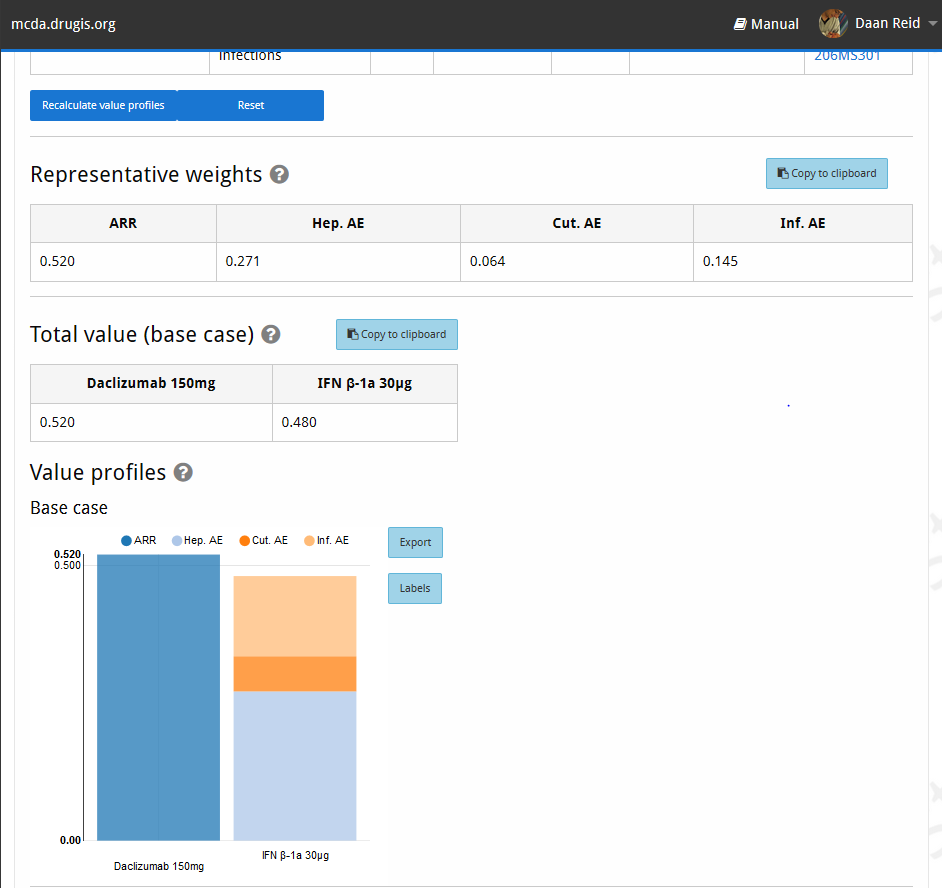 mcda.drugis.org Manual Daan Reid
infections 206MS301
Recalculate value profiles Reset
Representative weights ? Copy to clipboard
ARR Hep. AE Cut. AE Inf. AE
0.520 0.271 0.064 0.145
Total value (base case) ? Copy to clipboard
Daclizumab 150mg IFN β-1a 30μg
0.520 0.480
Value profiles ?
Base case
ARR Hep. AE Cut. AE Inf. AE Export
0.520
0.500
Labels
0.00
Daclizumab 150mg IFN β-1a 30μg